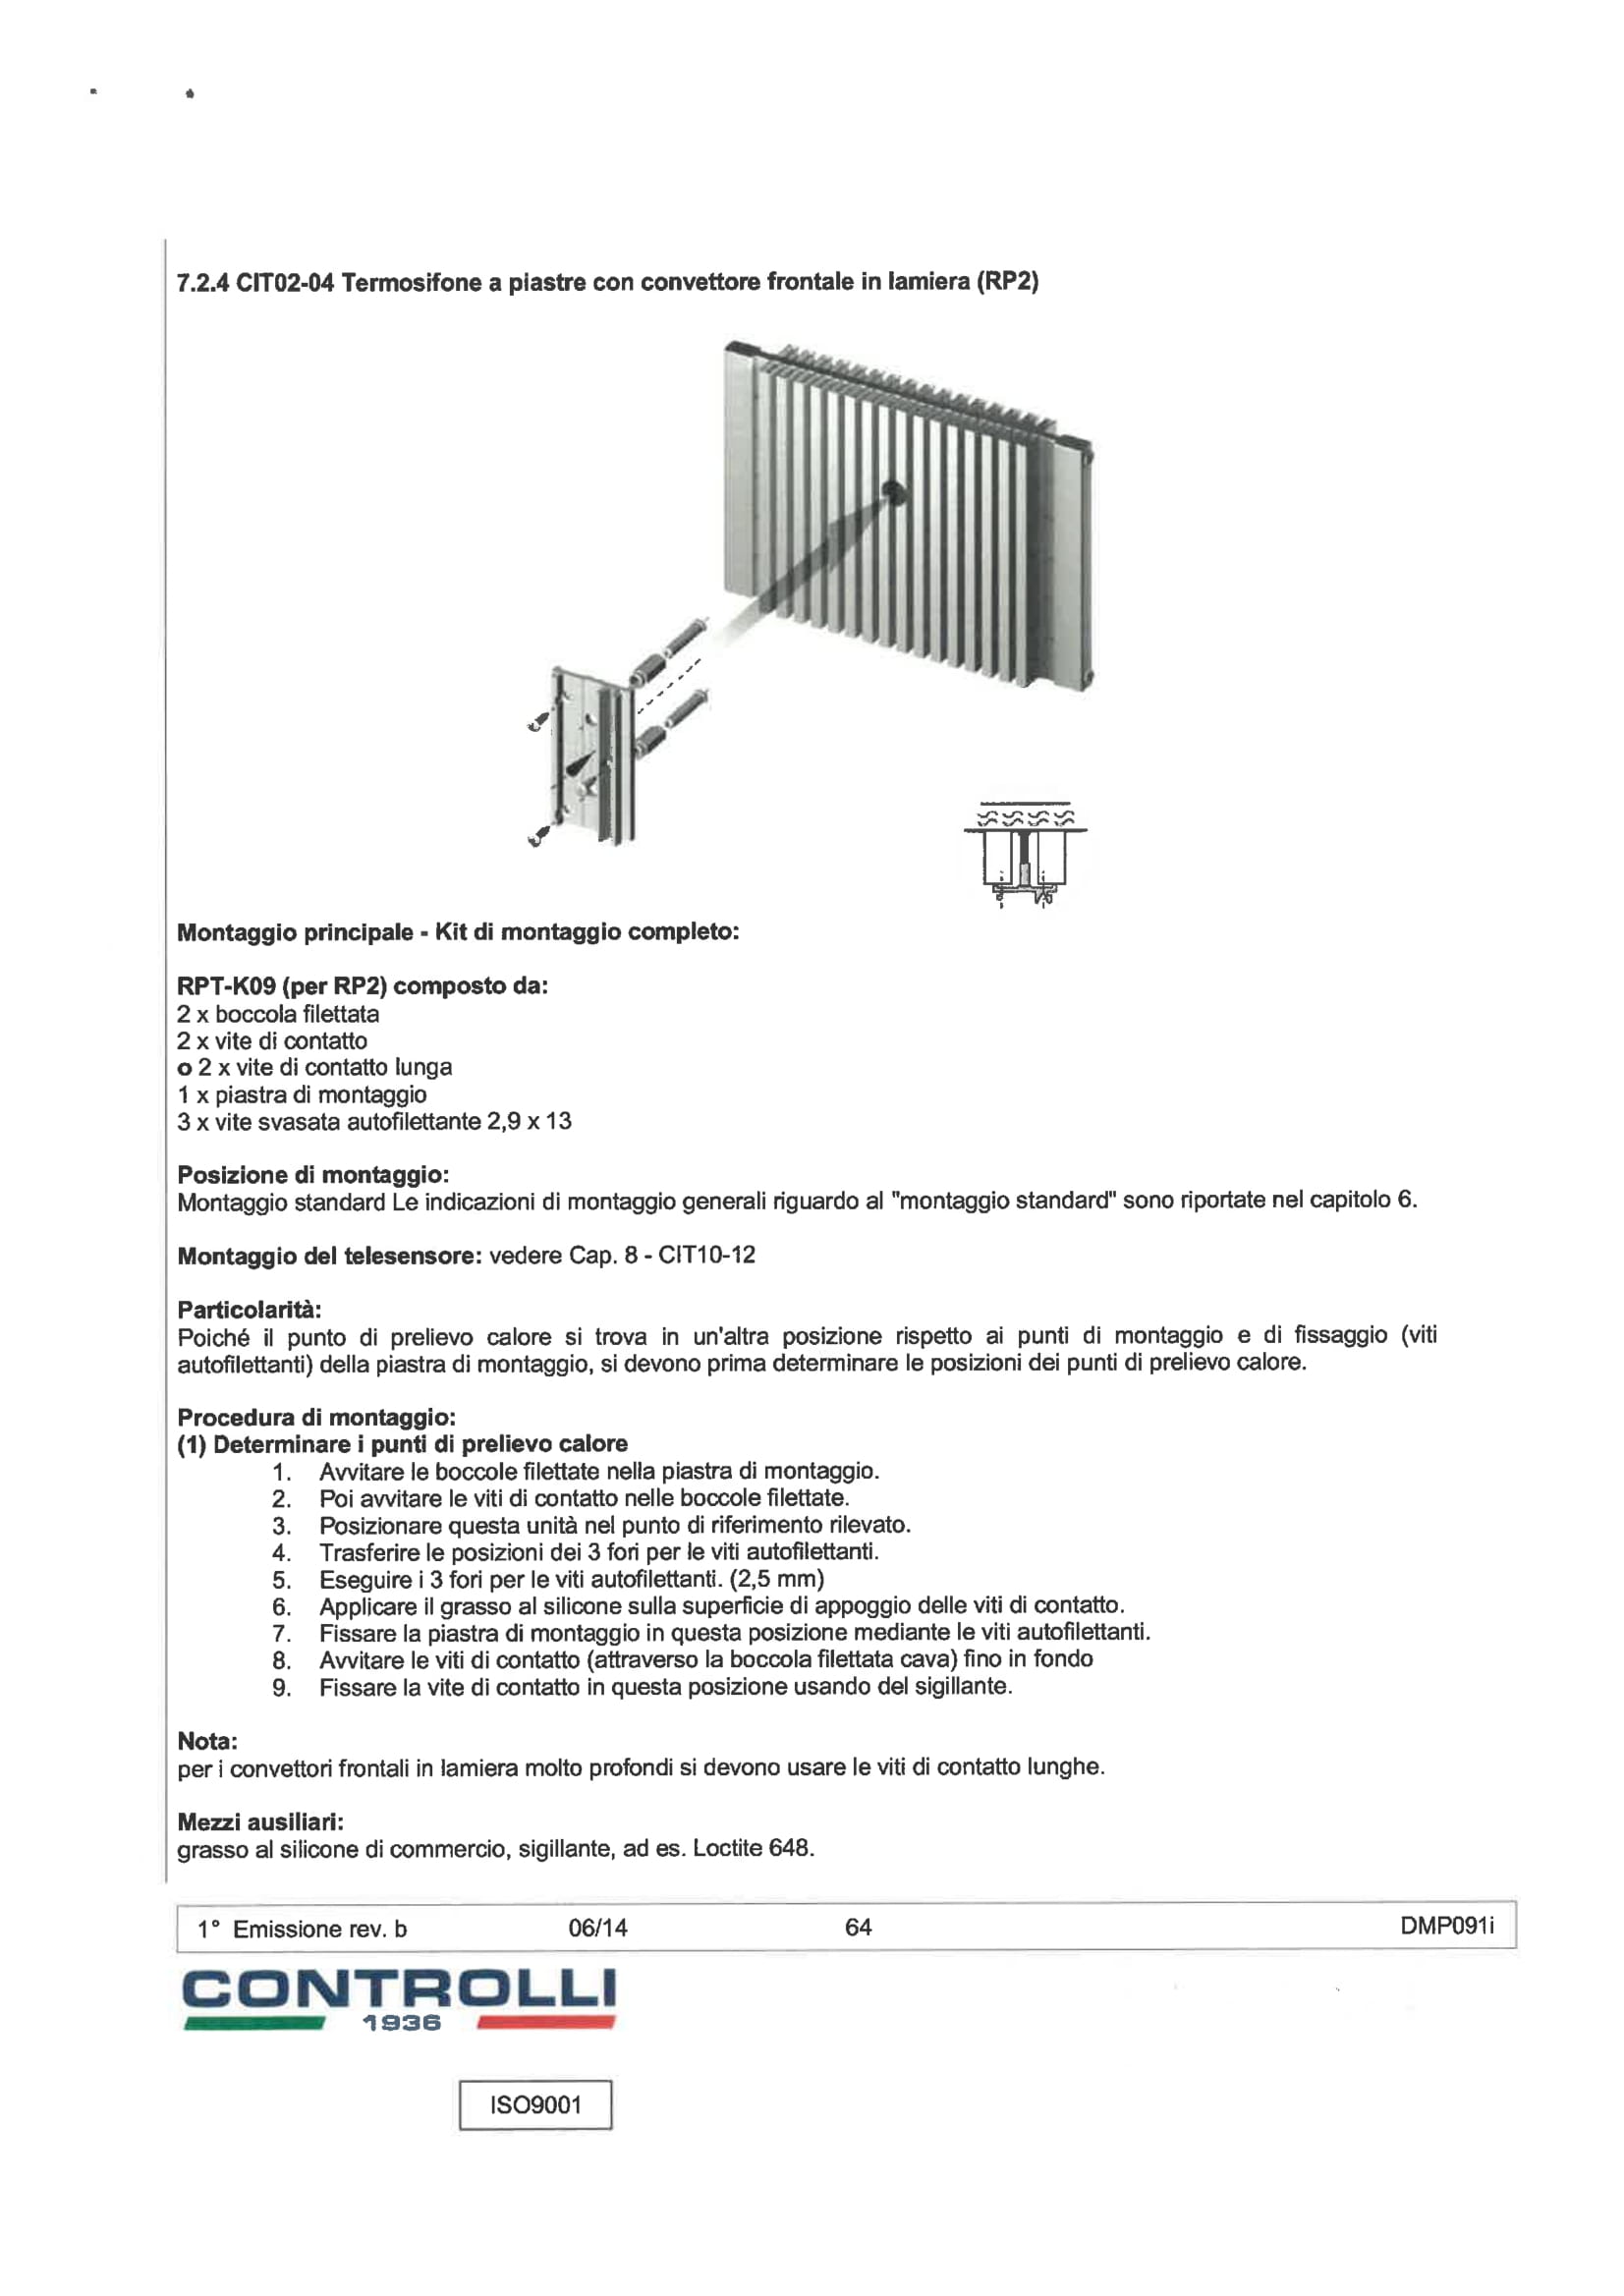 7.2.4 CIT02-04 Termosifone a piastre con convettore frontale in lamiera (RP2)
Montaggio principale - Kit di montaggio completo:
RPT-K09 (per RP2) composto da:
2 x boccola filettata
2 x vite di contatto
o 2 x vite di contatto lunga
1 x piastra di montaggio
3 x vite svasata autofilettante 2,9 x 13
Posizione di montaggio:
Montaggio standard Le indicazioni di montaggio generali riguardo al "montaggio standard" sono riportate nel capitolo 6.
Montaggio del telesensore: vedere Cap. 8 - CIT10-12
Particolarità:
Poiché il punto di prelievo calore si trova in un'altra posizione rispetto ai punti di montaggio e di fissaggio (viti
autofilettanti) della piastra di montaggio, si devono prima determinare le posizioni dei punti di prelievo calore.
Procedura di montaggio:
(1) Determinare i punti di prelievo calore
1. Avvitare le boccole filettate nella piastra di montaggio.
2. Poi avvitare le viti di contatto nelle boccole filettate.
3. Posizionare questa unità nel punto di riferimento rilevato.
4. Trasferire le posizioni dei 3 fori per le viti autofilettanti.
5. Eseguire i 3 fori per le viti autofilettanti. (2,5 mm)
6. Applicare il grasso al silicone sulla superficie di appoggio delle viti di contatto.
7. Fissare la piastra di montaggio in questa posizione mediante le viti autofilettanti.
8. Avvitare le viti di contatto (attraverso la boccola filettata cava) fino in fondo
9. Fissare la vite di contatto in questa posizione usando del sigillante.
Nota:
per i convettori frontali in lamiera molto profondi si devono usare le viti di contatto lunghe.
Mezzi ausiliari:
grasso al silicone di commercio, sigillante, ad es. Loctite 648.
1° Emissione rev. b 06/14 64 DMP091i
CONTROLLI
1936
ISO9001